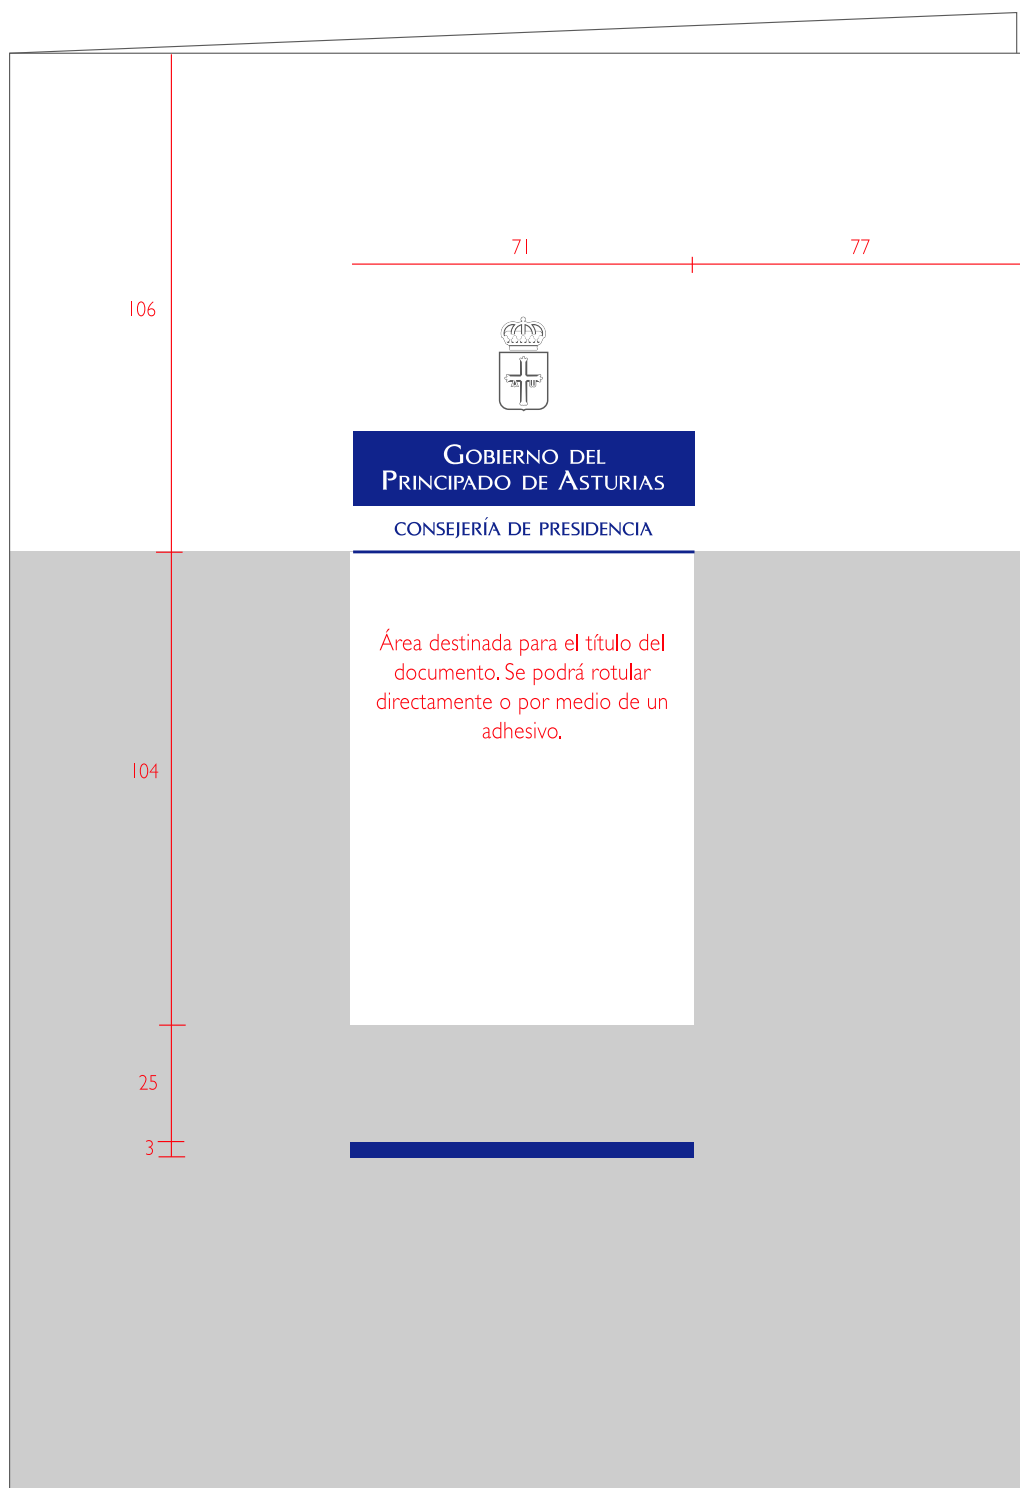 71
77
106
GOBIERNO DEL
PRINCIPADO DE ASTURIAS
CONSEJERÍA DE PRESIDENCIA
Área destinada para el título del
documento. Se podrá rotular
directamente o por medio de un
adhesivo.
104
25
3